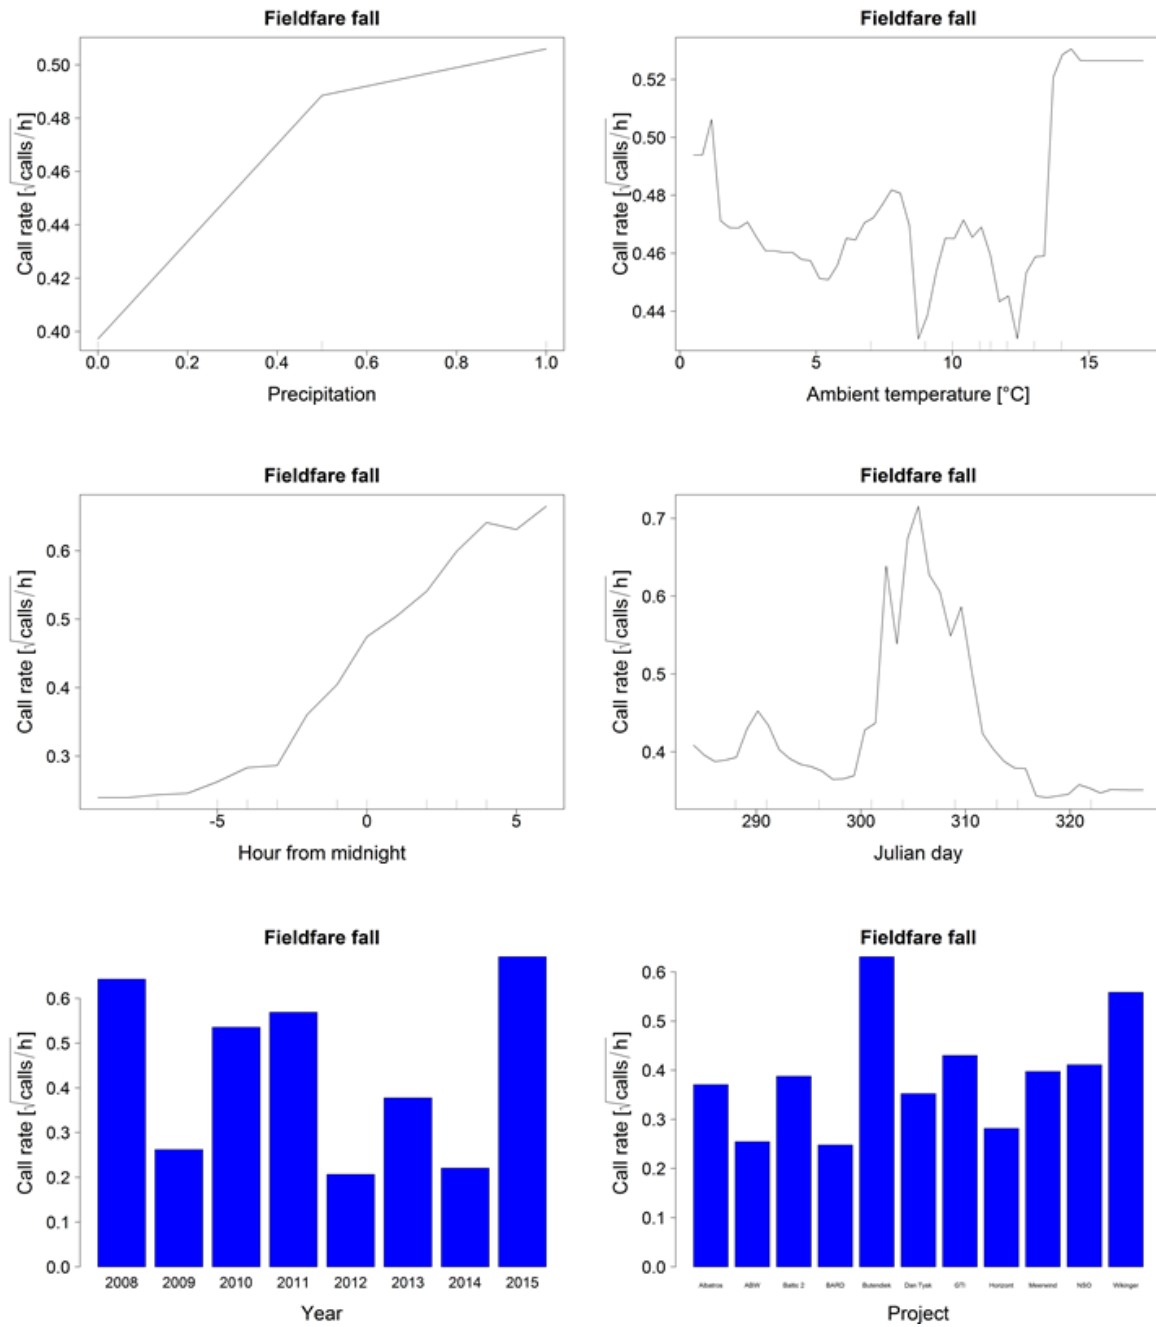 Fieldfare fall
Call rate [√calls/h]
0.50
0.48
0.46
0.44
0.42
0.40
0.0 0.2 0.4 0.6 0.8 1.0
Precipitation
Fieldfare fall
Call rate [√calls/h]
0.52
0.50
0.48
0.46
0.44
0 5 10 15
Ambient temperature [°C]
Fieldfare fall
Call rate [√calls/h]
0.6
0.5
0.4
0.3
-5 0 5
Hour from midnight
Fieldfare fall
Call rate [√calls/h]
0.7
0.6
0.5
0.4
290 300 310 320
Julian day
Fieldfare fall
Call rate [√calls/h]
0.6
0.5
0.4
0.3
0.2
0.1
0.0
2008 2009 2010 2011 2012 2013 2014 2015
Year
Fieldfare fall
Call rate [√calls/h]
0.6
0.5
0.4
0.3
0.2
0.1
0.0
Albatros ABW Baltic 2 BARD Butendiek Dan Tysk GTI Horizont Meerwind NSO Wikinger
Project